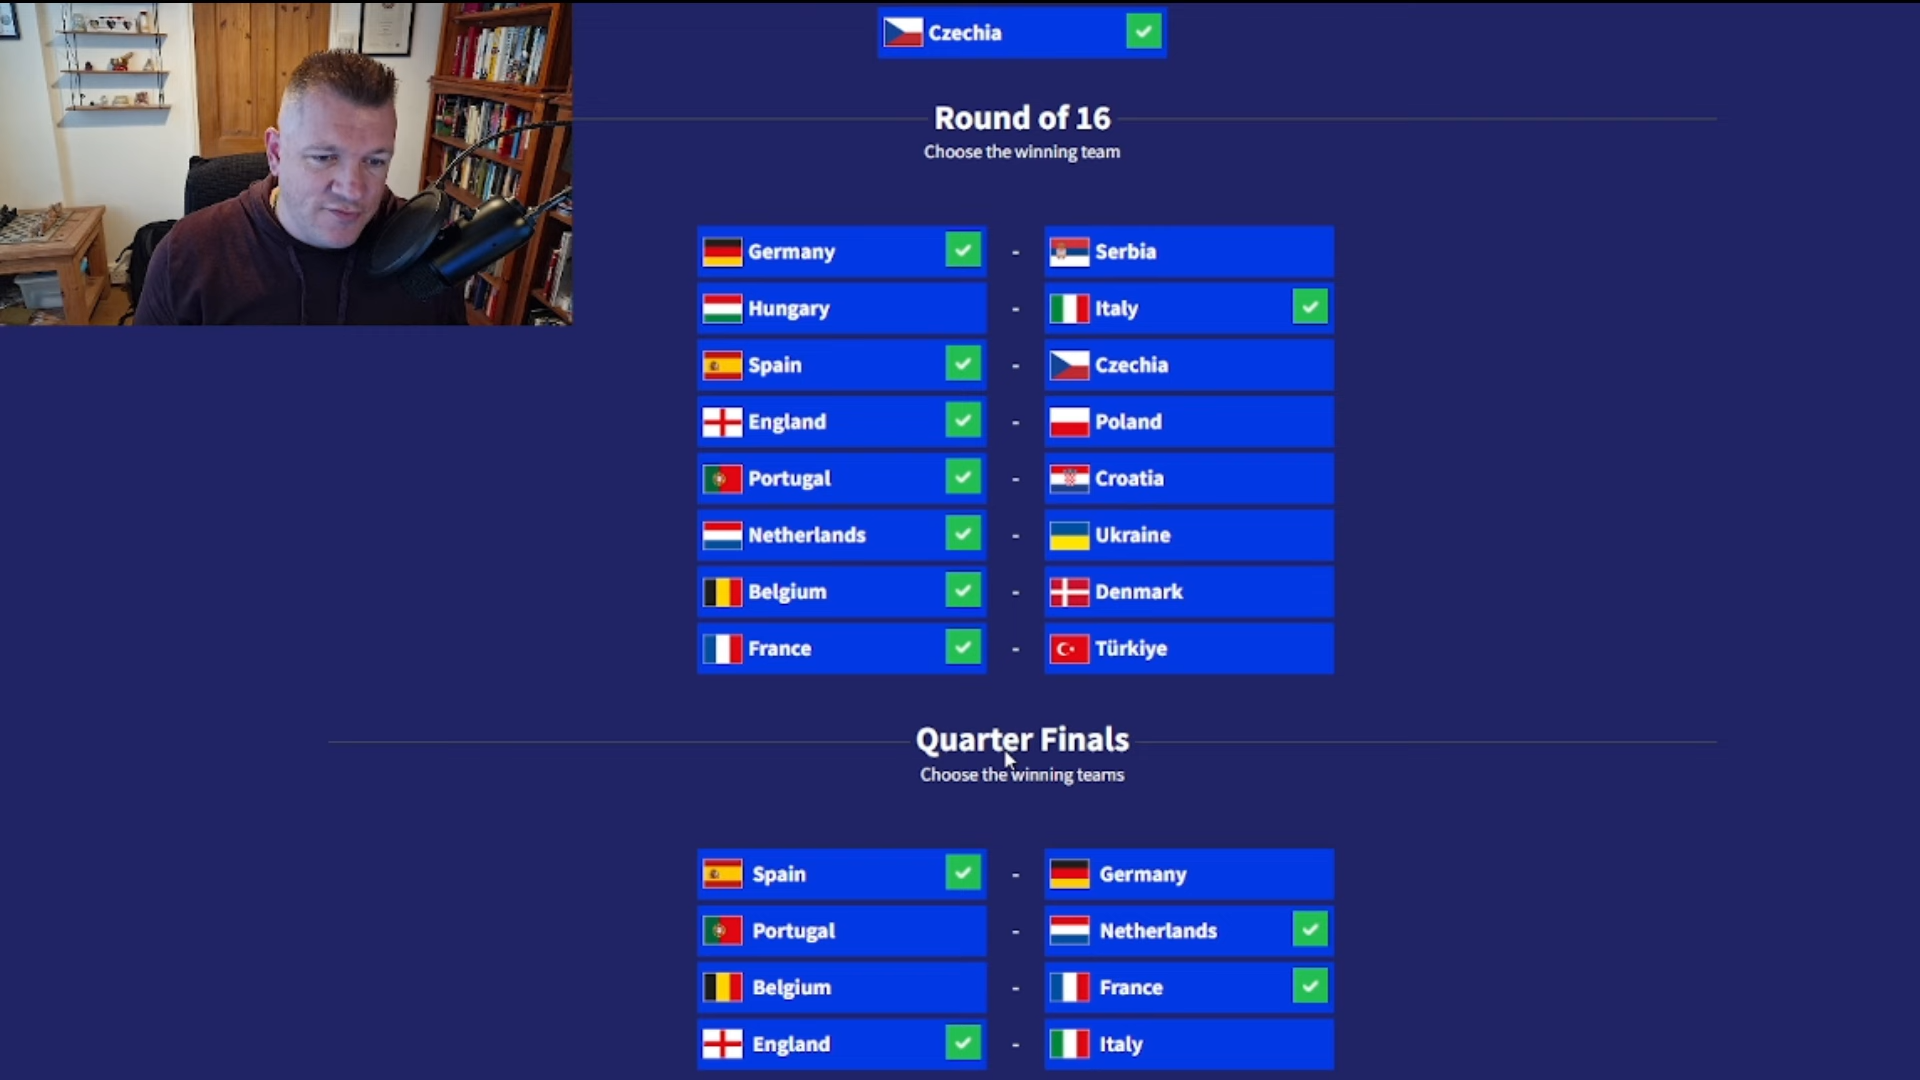 Czechia
Round of 16
Choose the winning team
Germany - Serbia
Hungary - Italy
Spain - Czechia
England - Poland
Portugal - Croatia
Netherlands - Ukraine
Belgium - Denmark
France - Türkiye
Quarter Finals
Choose the winning teams
Spain - Germany
Portugal - Netherlands
Belgium - France
England - Italy